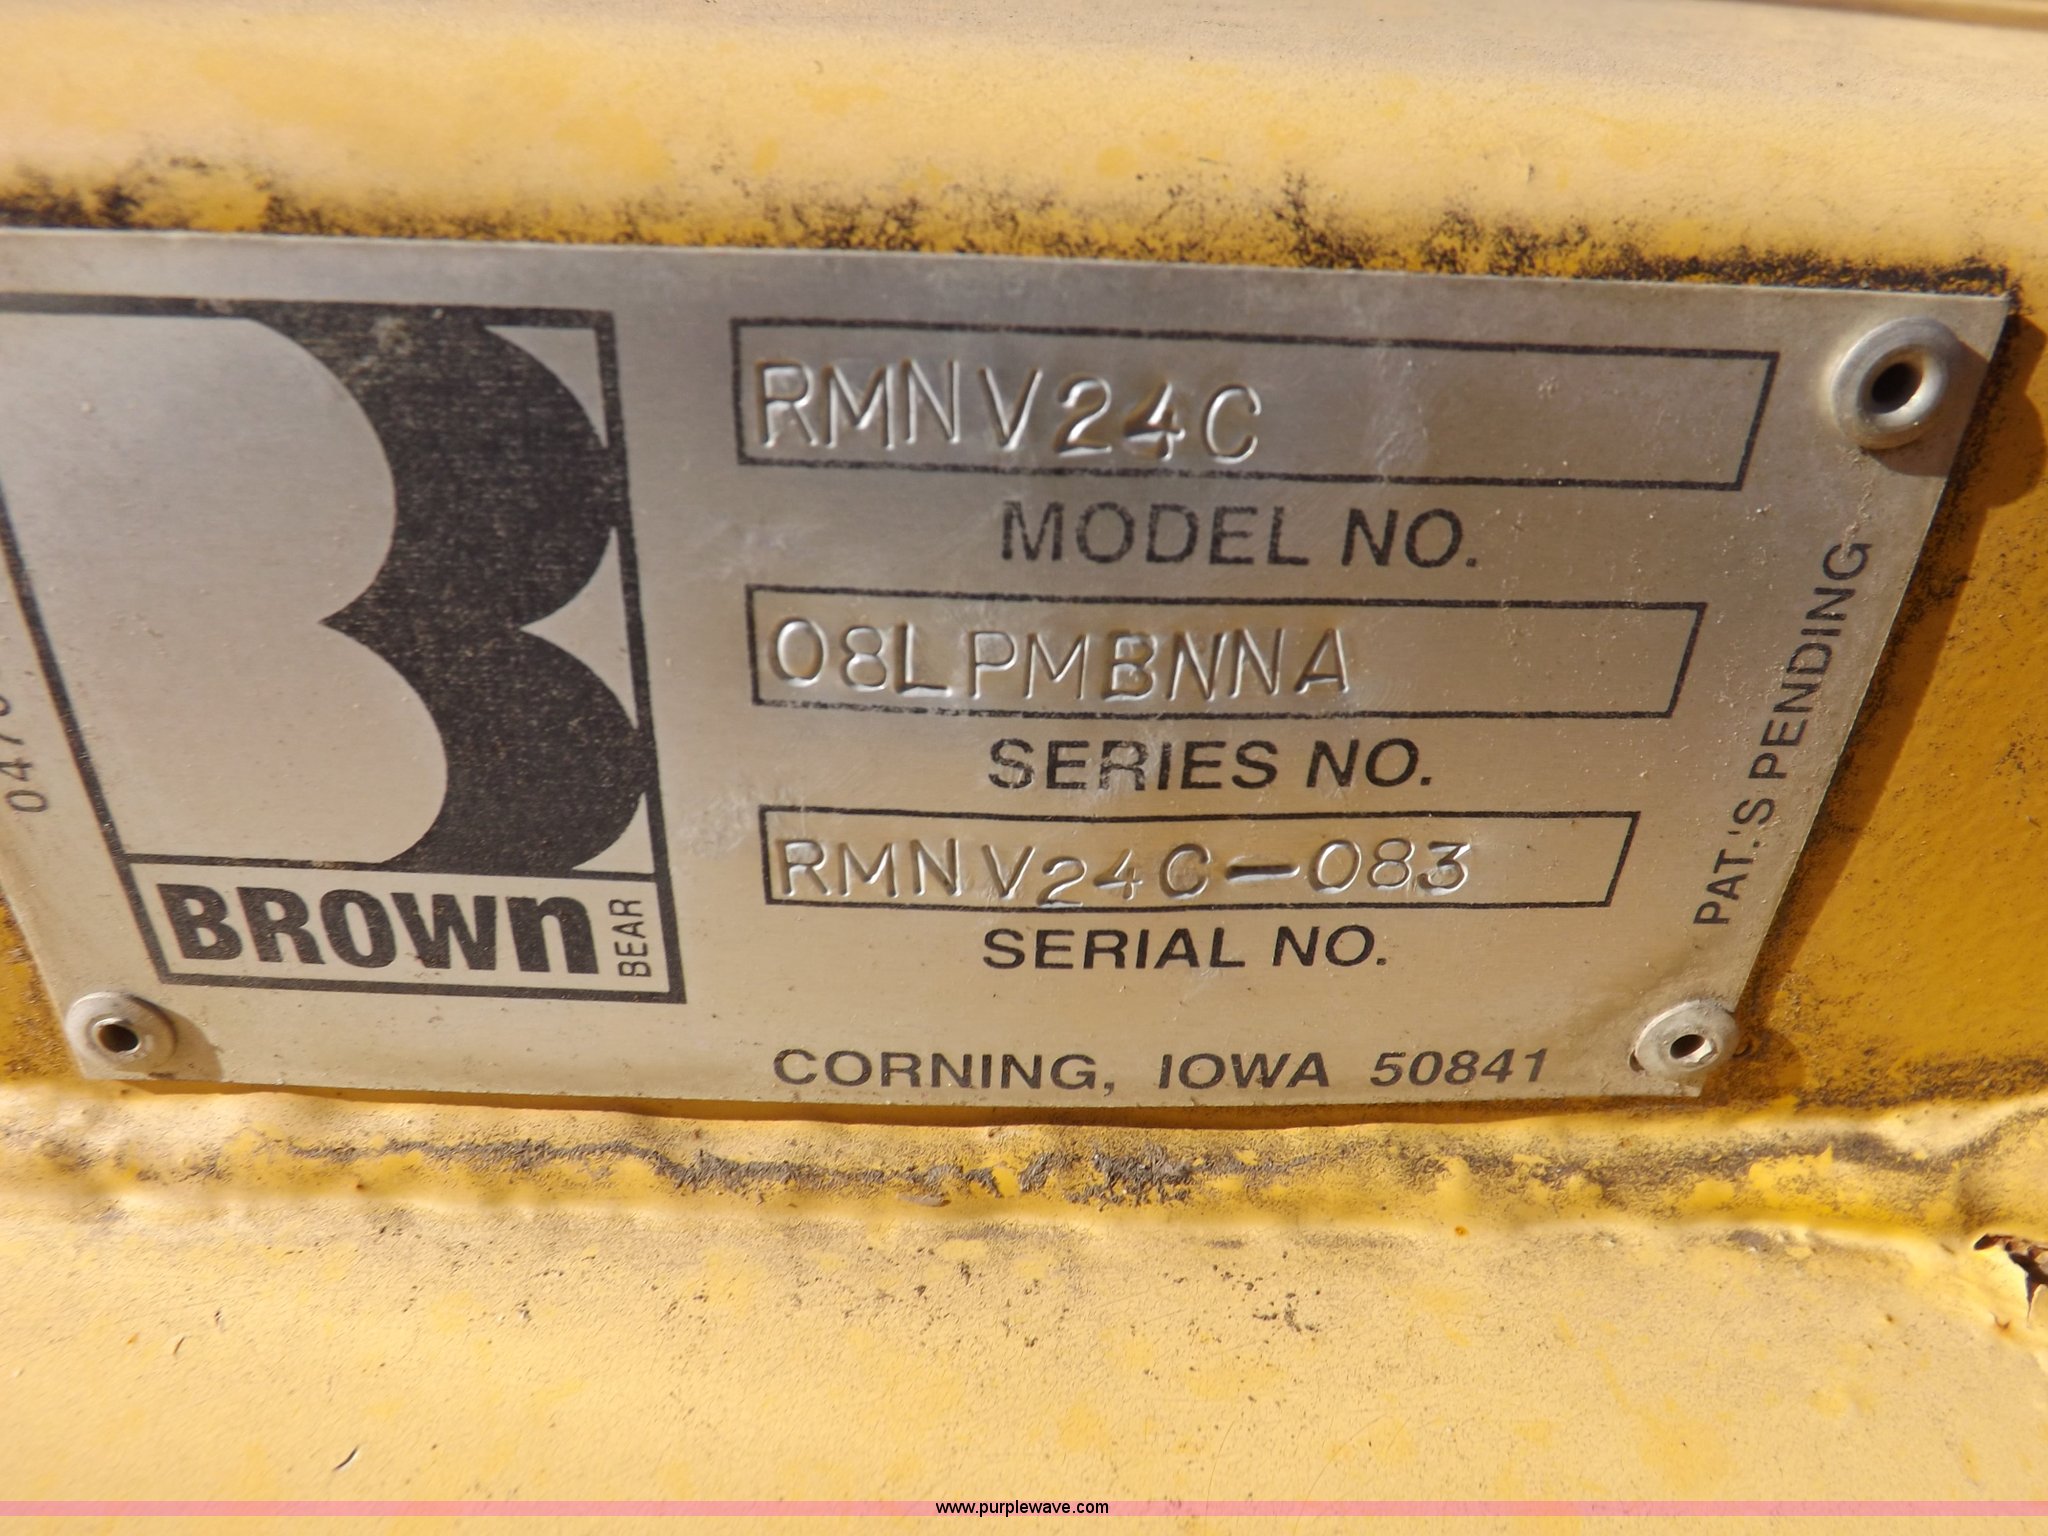 RMNV24C
MODEL NO.
08LPMBNNA
SERIES NO.
RMNV24C-083
SERIAL NO.
BROWn
BEAR
CORNING, IOWA 50841
PAT.'S PENDING
www.purplewave.com